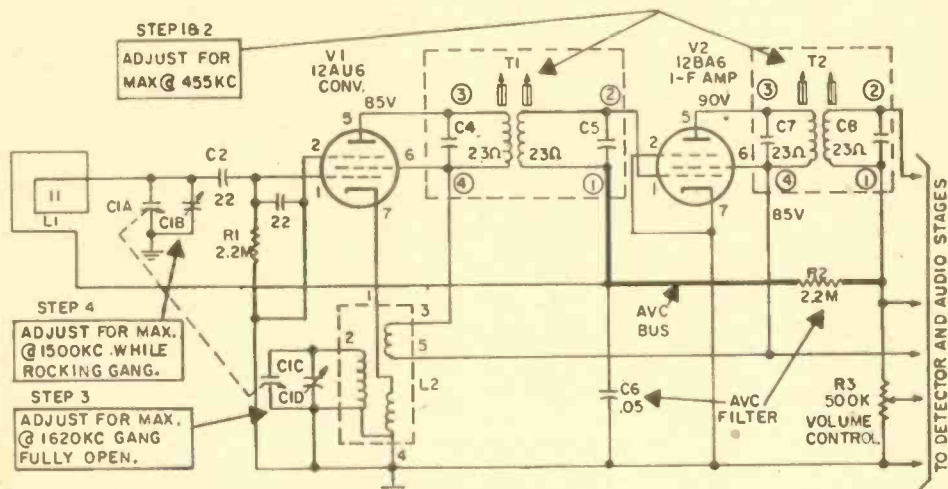 STEP 1&2
ADJUST FOR
MAX @ 455KC
V1
12AU6
CONV.
85V
5
2
1
6
7
T1
3
C4
23Ω
4
23Ω
2
C5
1
V2
12BA6
I-F AMP
90V
5
2
1
6
7
T2
3
C7
23Ω
4
85V
23Ω
2
C8
1
L1
C1A
C1B
C2
22
22
R1
2.2M
STEP 4
ADJUST FOR MAX.
@ 1500KC WHILE
ROCKING GANG.
STEP 3
ADJUST FOR MAX.
@ 1620KC GANG
FULLY OPEN.
C1C
C1D
1
2
3
5
L2
4
AVC
BUS
R2
2.2M
C6
.05
AVC
FILTER
R3
500K
VOLUME
CONTROL
TO DETECTOR AND AUDIO STAGES